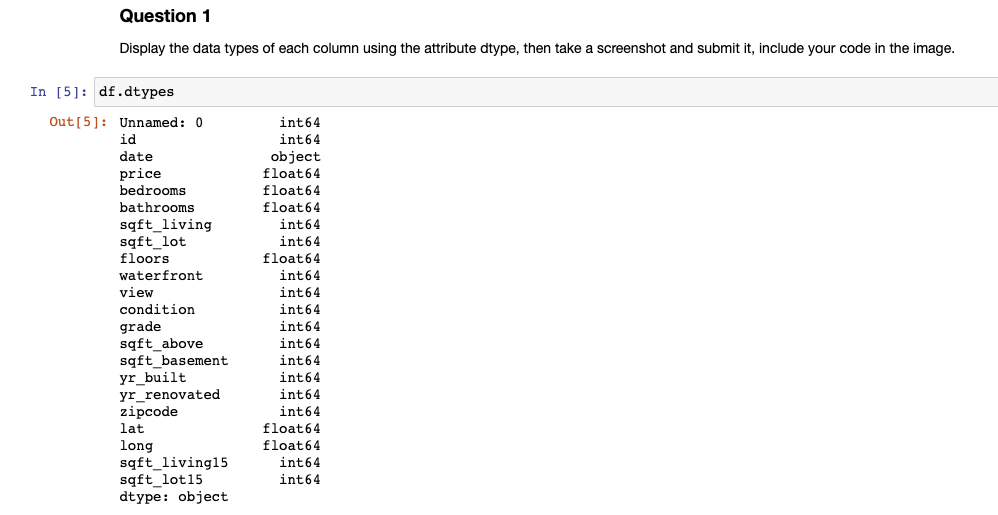 Question 1
Display the data types of each column using the attribute dtype, then take a screenshot and submit it, include your code in the image.
In [5]: df.dtypes
Out[5]: Unnamed: 0 int64
id int64
date object
price float64
bedrooms float64
bathrooms float64
sqft_living int64
sqft_lot int64
floors float64
waterfront int64
view int64
condition int64
grade int64
sqft_above int64
sqft_basement int64
yr_built int64
yr_renovated int64
zipcode int64
lat float64
long float64
sqft_living15 int64
sqft_lot15 int64
dtype: object